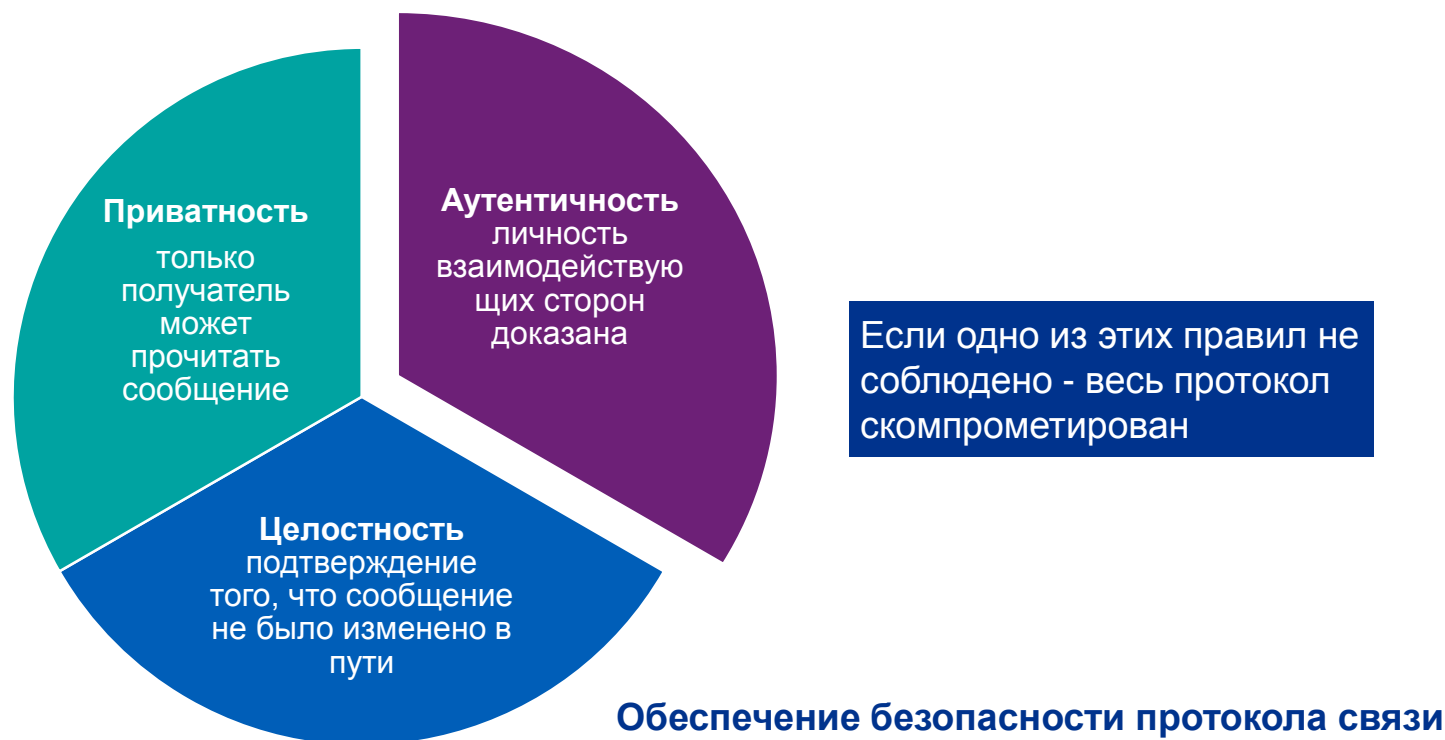 Приватность
только
получатель
может
прочитать
сообщение
Аутентичность
личность
взаимодействую
щих сторон
доказана
Целостность
подтверждение
того, что сообщение
не было изменено в
пути
Если одно из этих правил не
соблюдено - весь протокол
скомпрометирован
Обеспечение безопасности протокола связи